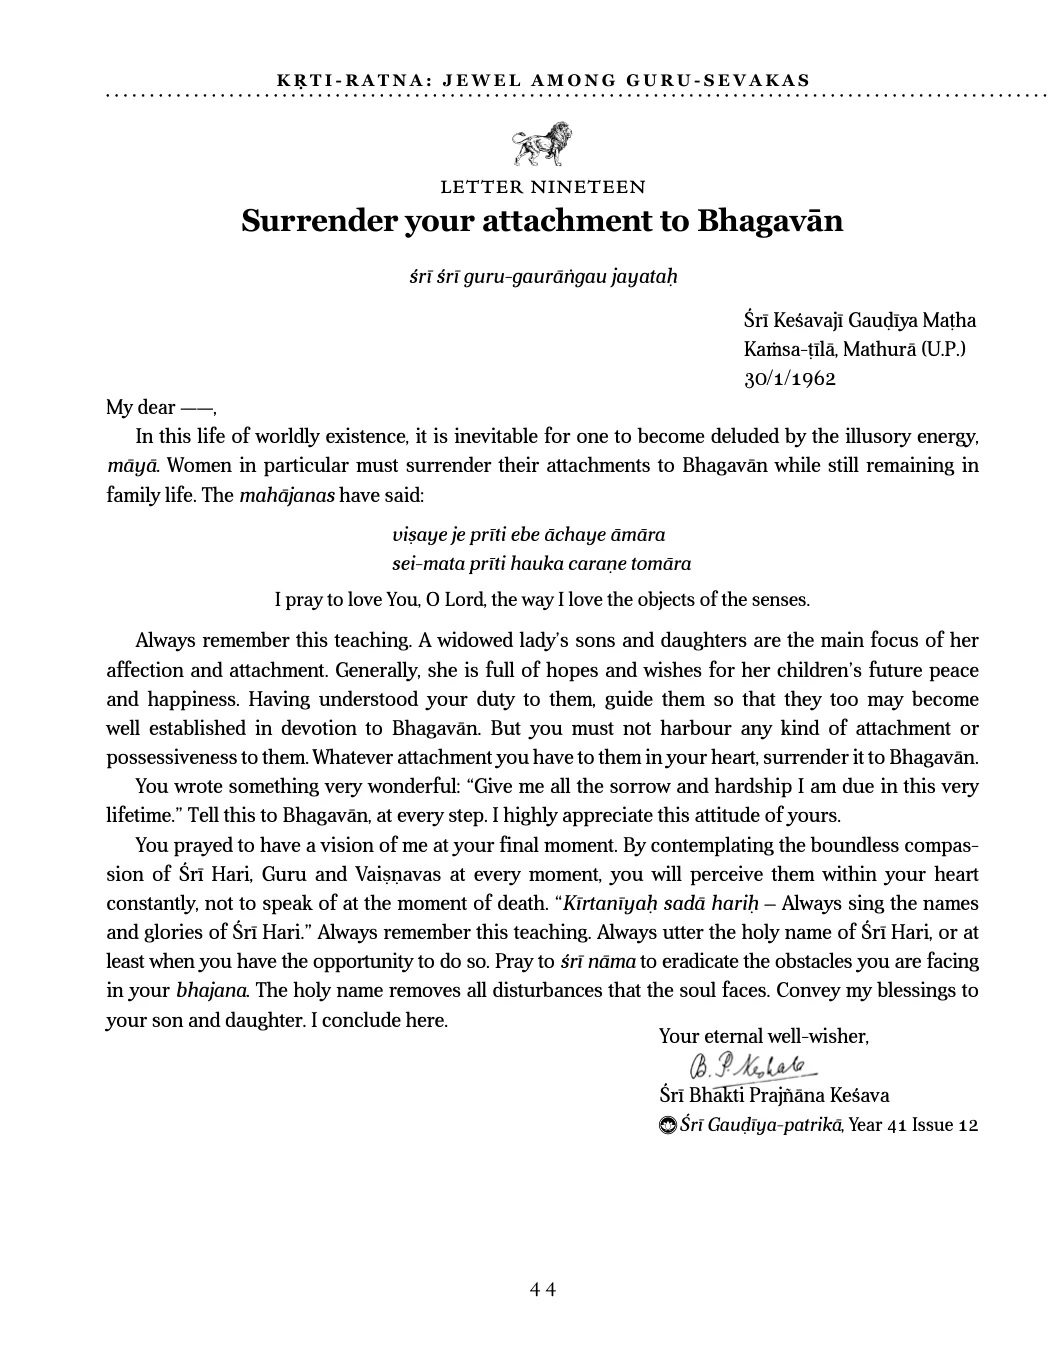 KṚTI-RATNA: JEWEL AMONG GURU-SEVAKAS
LETTER NINETEEN
Surrender your attachment to Bhagavān
śrī śrī guru-gaurāṅgau jayataḥ
Śrī Keśavajī Gauḍīya Maṭha
Kaṁsa-ṭīlā, Mathurā (U.P.)
30/1/1962
My dear ——,
In this life of worldly existence, it is inevitable for one to become deluded by the illusory energy,
māyā. Women in particular must surrender their attachments to Bhagavān while still remaining in
family life. The mahājanas have said:
viṣaye je prīti ebe āchaye āmāra
sei-mata prīti hauka caraṇe tomāra
I pray to love You, O Lord, the way I love the objects of the senses.
Always remember this teaching. A widowed lady’s sons and daughters are the main focus of her
affection and attachment. Generally, she is full of hopes and wishes for her children’s future peace
and happiness. Having understood your duty to them, guide them so that they too may become
well established in devotion to Bhagavān. But you must not harbour any kind of attachment or
possessiveness to them. Whatever attachment you have to them in your heart, surrender it to Bhagavān.
You wrote something very wonderful: “Give me all the sorrow and hardship I am due in this very
lifetime.” Tell this to Bhagavān, at every step. I highly appreciate this attitude of yours.
You prayed to have a vision of me at your final moment. By contemplating the boundless compas-
sion of Śrī Hari, Guru and Vaiṣṇavas at every moment, you will perceive them within your heart
constantly, not to speak of at the moment of death. “Kīrtanīyaḥ sadā hariḥ – Always sing the names
and glories of Śrī Hari.” Always remember this teaching. Always utter the holy name of Śrī Hari, or at
least when you have the opportunity to do so. Pray to śrī nāma to eradicate the obstacles you are facing
in your bhajana. The holy name removes all disturbances that the soul faces. Convey my blessings to
your son and daughter. I conclude here.
Your eternal well-wisher,
B. P. Keshaba
Śrī Bhakti Prajñāna Keśava
Śrī Gauḍīya-patrikā, Year 41 Issue 12
44